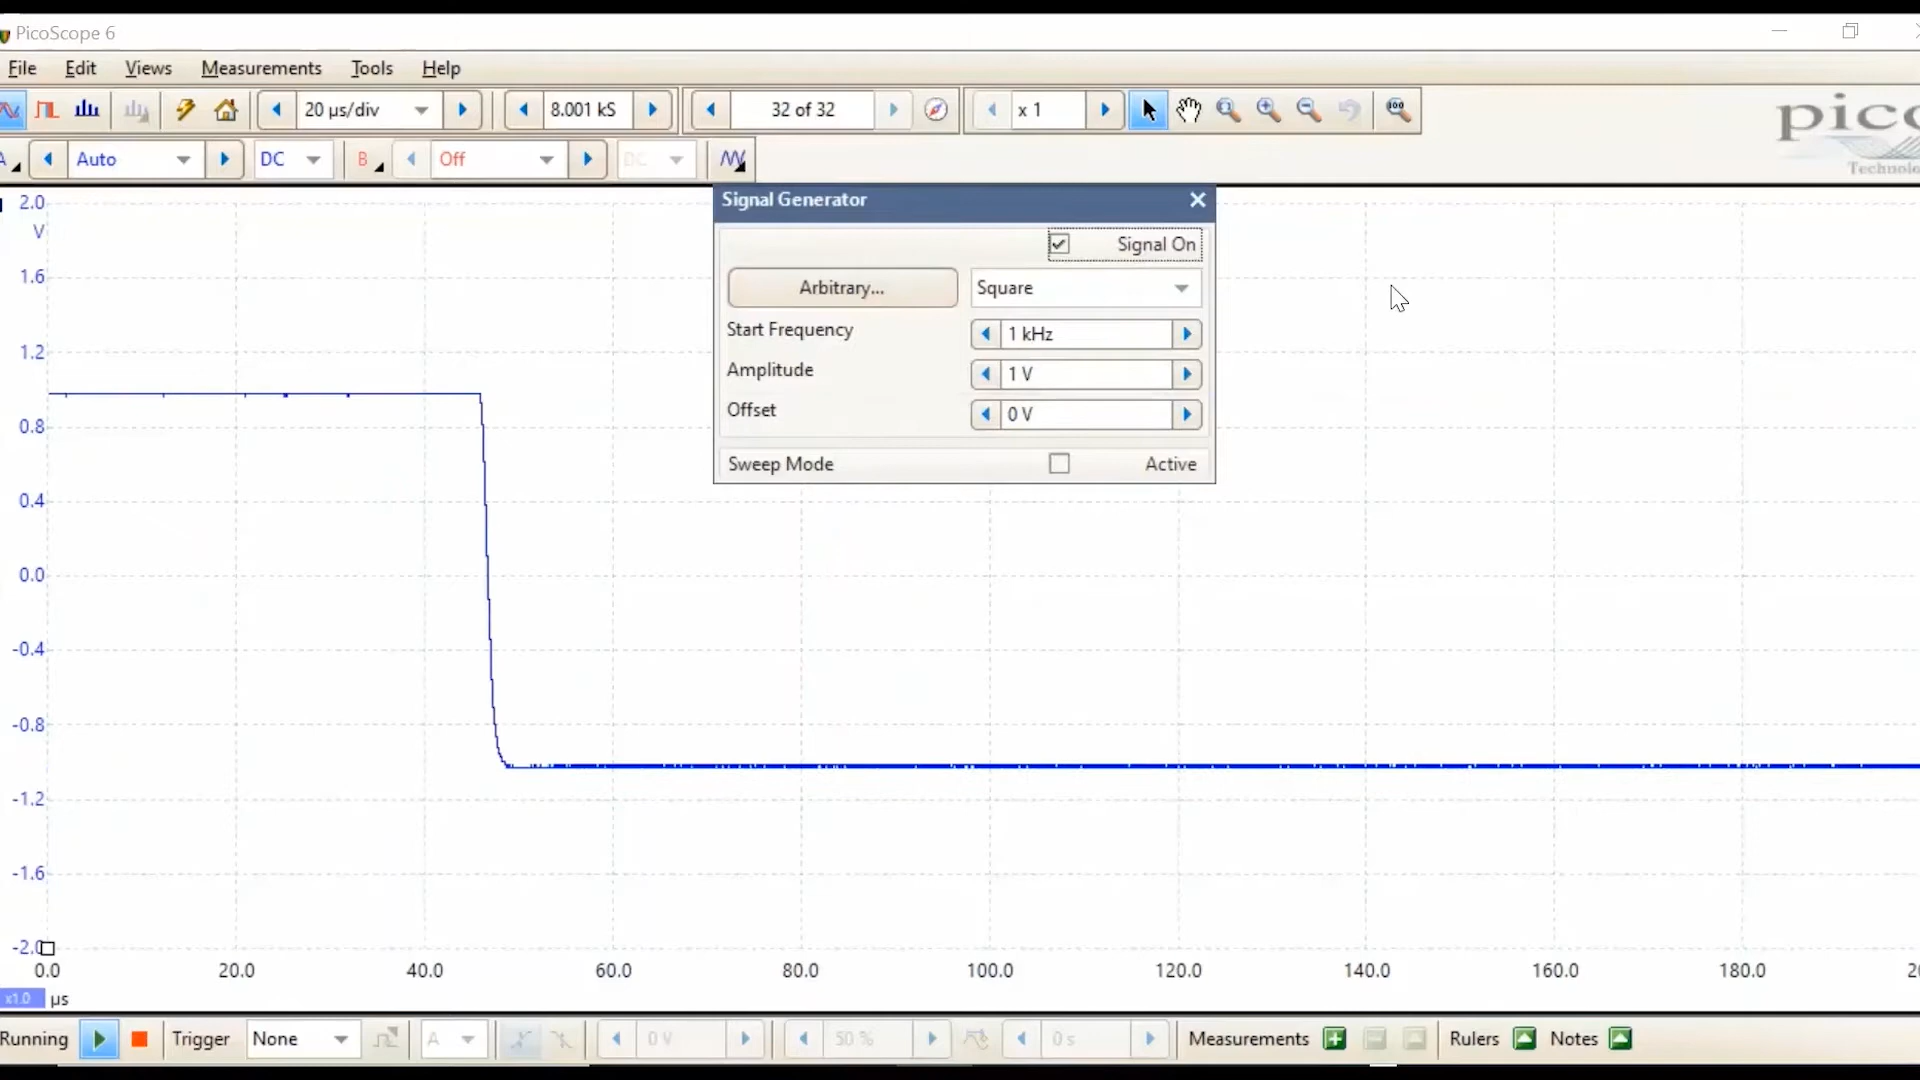 PicoScope 6
File Edit Views Measurements Tools Help
20 µs/div 8.001 kS 32 of 32 x 1
A Auto DC B Off DC
pico
Technolo
Signal Generator
Signal On
Arbitrary... Square
Start Frequency 1 kHz
Amplitude 1 V
Offset 0 V
Sweep Mode Active
2.0
V
1.6
1.2
0.8
0.4
0.0
-0.4
-0.8
-1.2
-1.6
-2.0
0.0 20.0 40.0 60.0 80.0 100.0 120.0 140.0 160.0 180.0
x1.0 µs
Running Trigger None A 0 V 50 % 0 s Measurements Rulers Notes